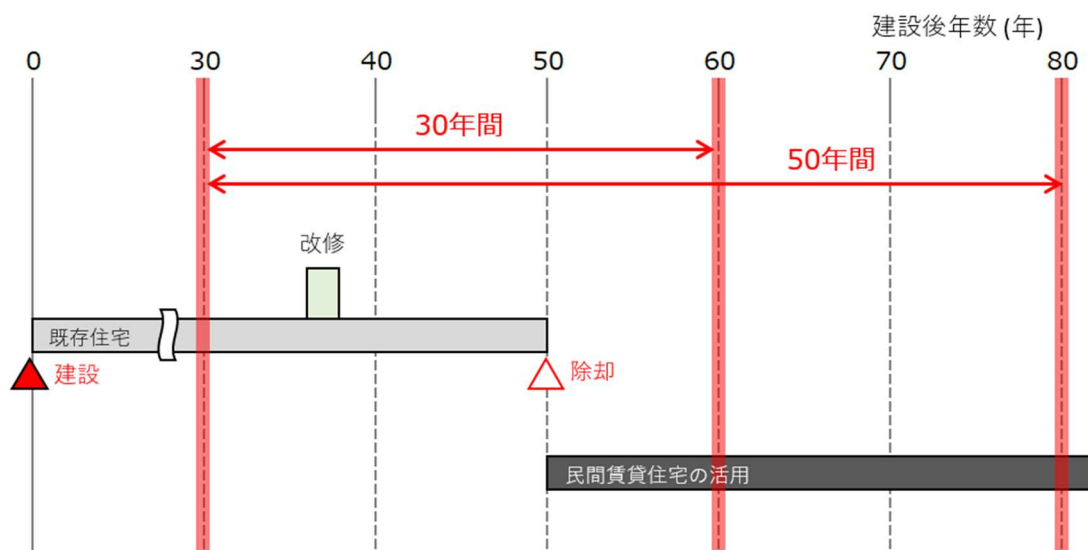 建設後年数 (年)
0 30 40 50 60 70 80
30年間
50年間
改修
既存住宅
建設
除却
民間賃貸住宅の活用